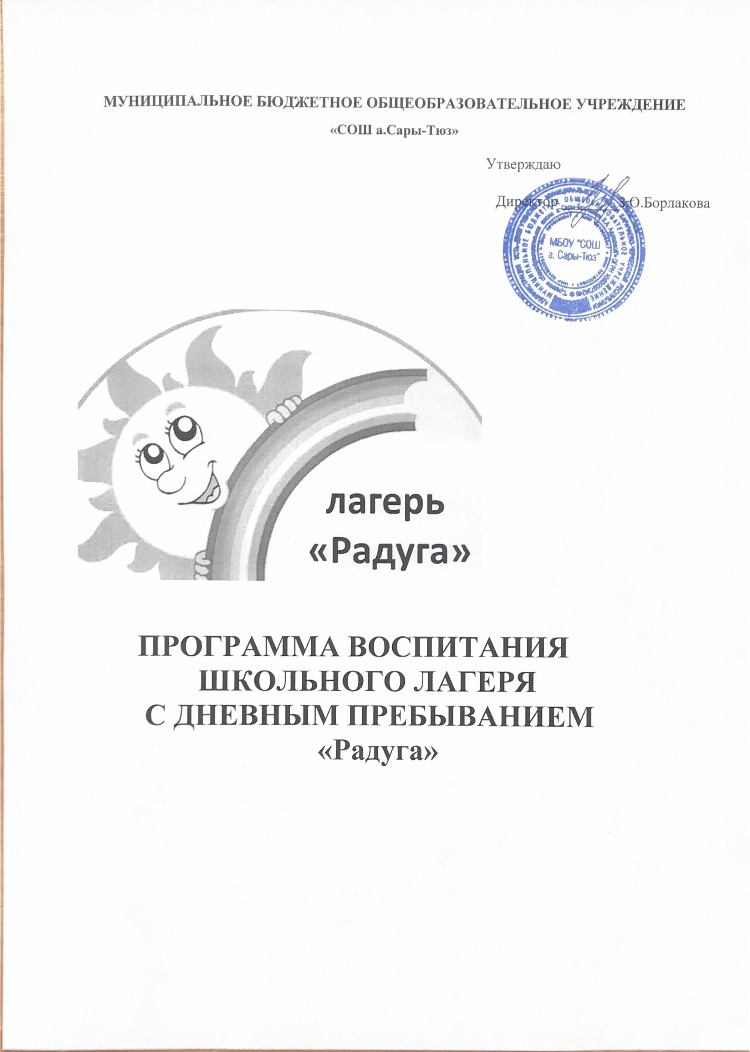 МУНИЦИПАЛЬНОЕ БЮДЖЕТНОЕ ОБЩЕОБРАЗОВАТЕЛЬНОЕ УЧРЕЖДЕНИЕ
«СОШ а.Сары-Тюз»
Утверждаю
Директор З.О.Борлакова
МБОУ "СОШ
а. Сары-Тюз"
лагерь
«Радуга»
ПРОГРАММА ВОСПИТАНИЯ
ШКОЛЬНОГО ЛАГЕРЯ
С ДНЕВНЫМ ПРЕБЫВАНИЕМ
«Радуга»